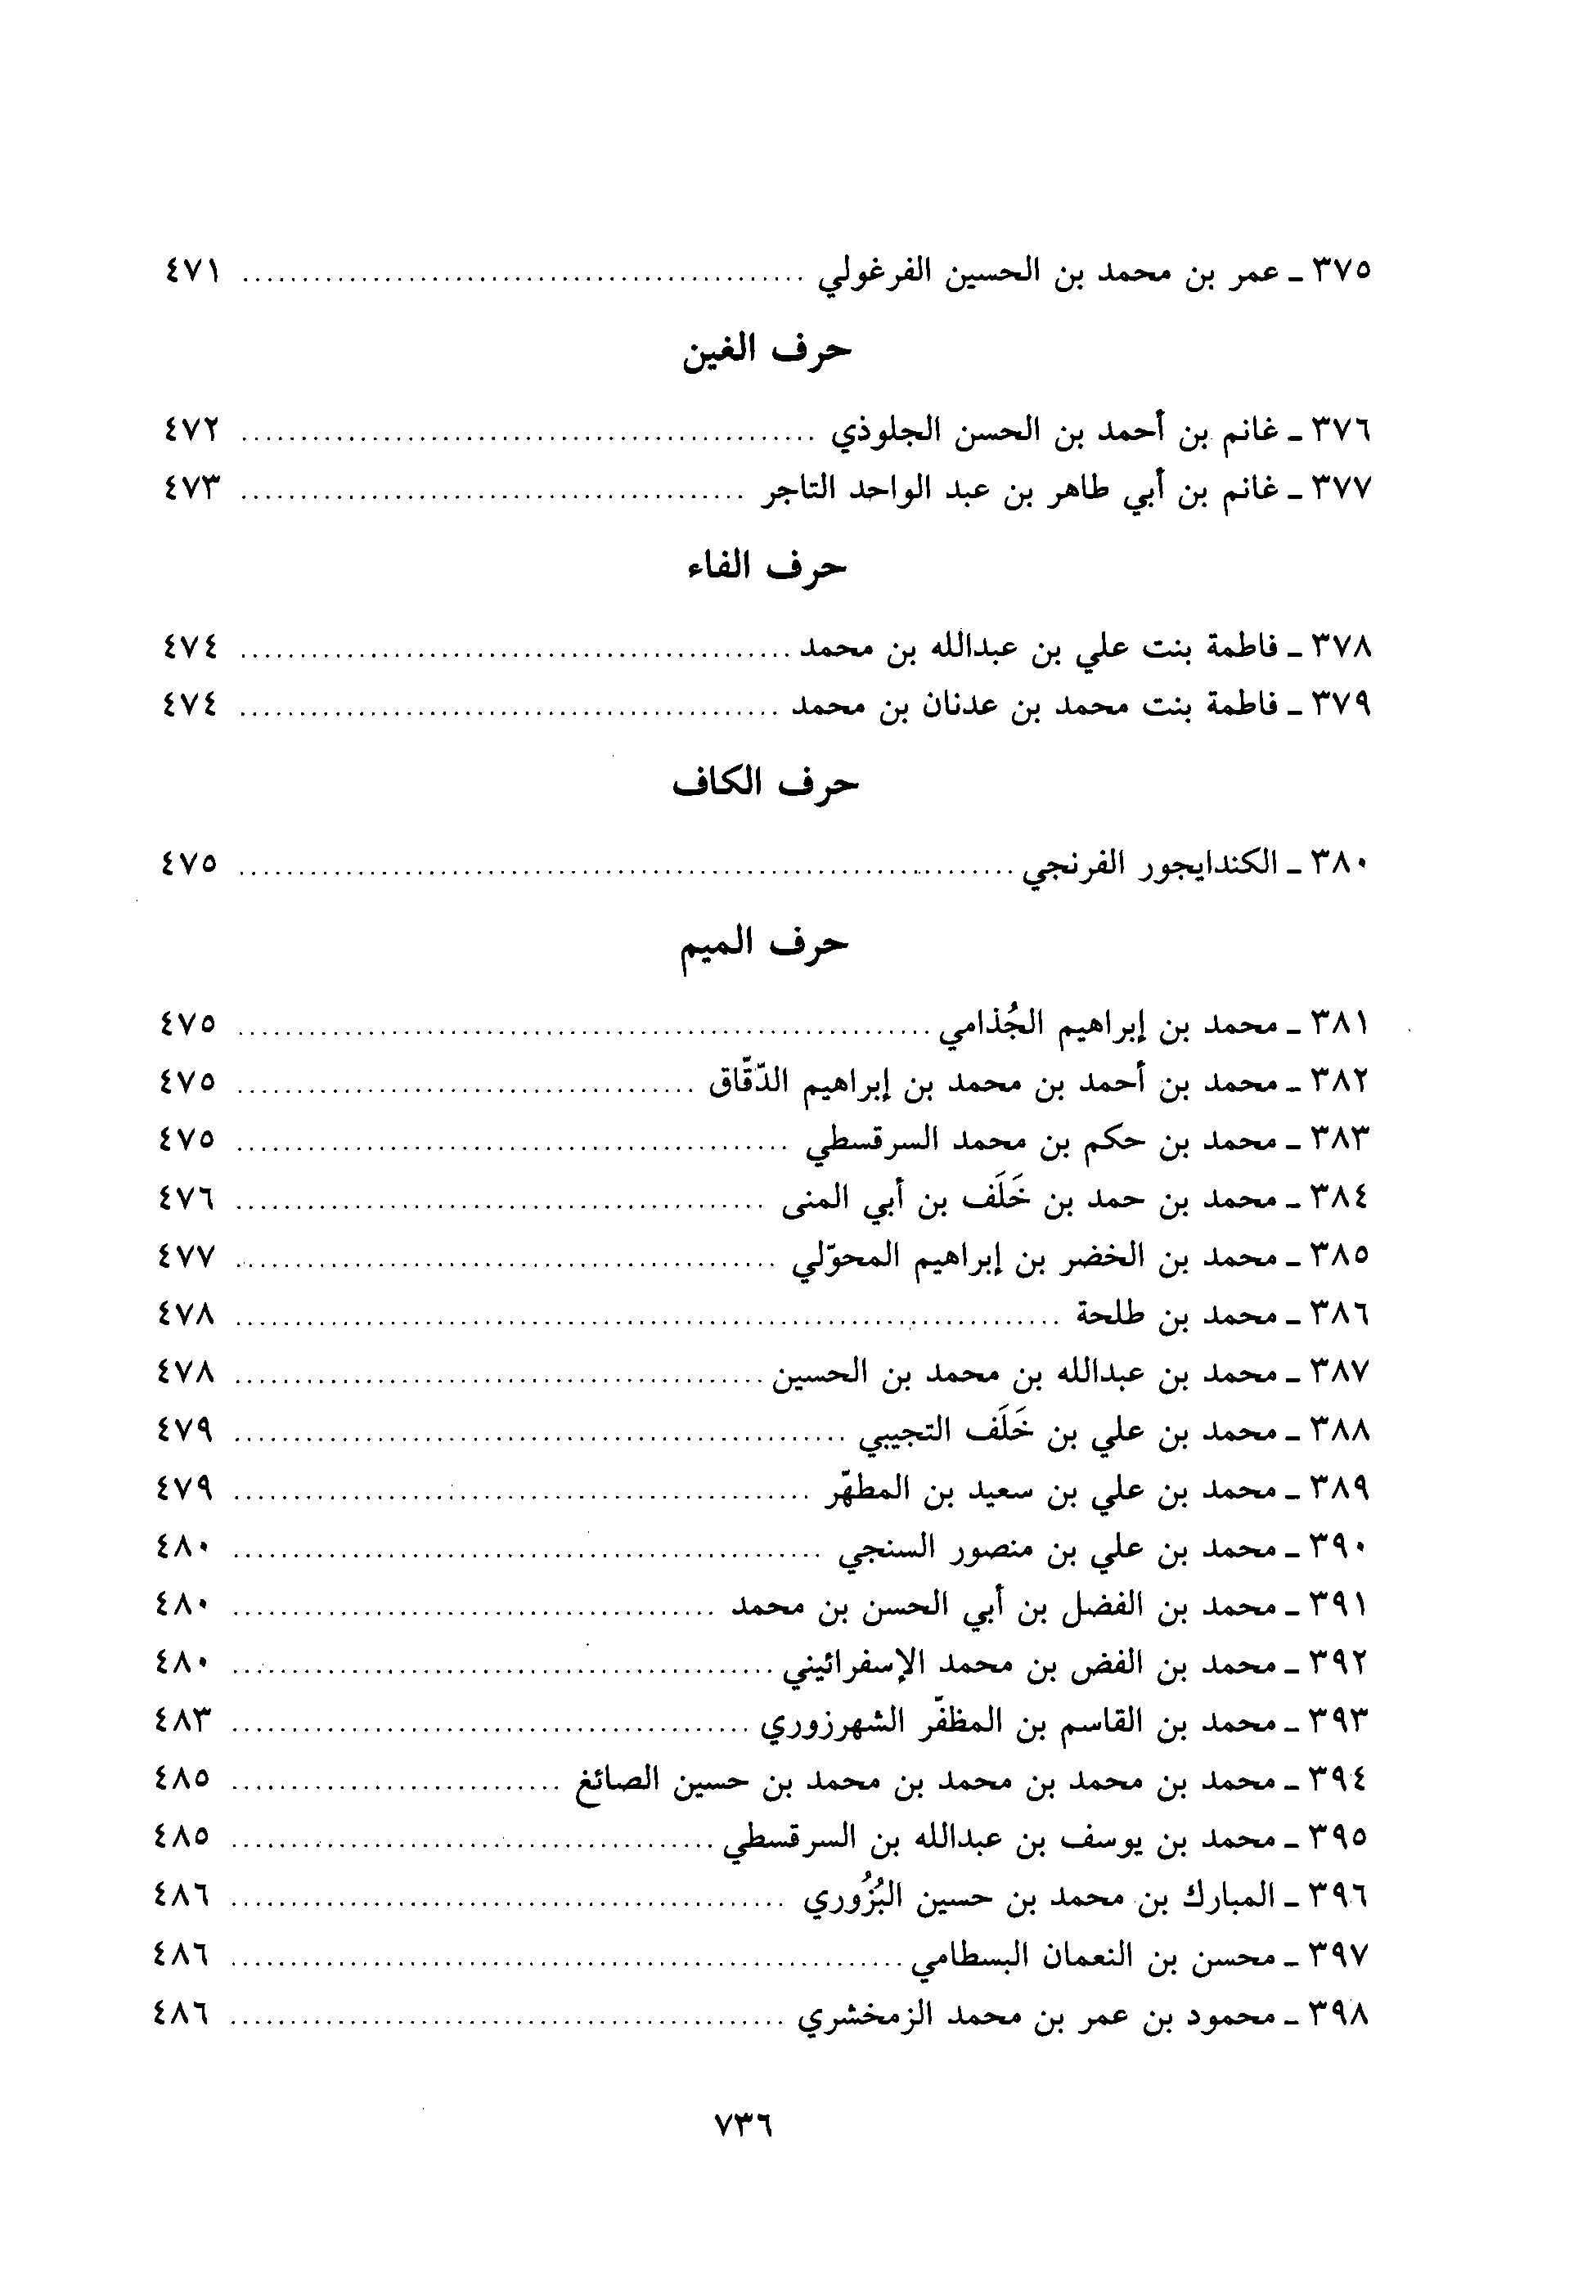 ٣٧٥ ـ عمر بن محمد بن الحسين الفرغولي ................ ٤٧١
حرف الغين
٣٧٦ ـ غانم بن أحمد بن الحسن الجلوذي ................ ٤٧٢
٣٧٧ ـ غانم بن أبي طاهر بن عبد الواحد التاجر ................ ٤٧٣
حرف الفاء
٣٧٨ ـ فاطمة بنت علي بن عبدالله بن محمد ................ ٤٧٤
٣٧٩ ـ فاطمة بنت محمد بن عدنان بن محمد ................ ٤٧٤
حرف الكاف
٣٨٠ ـ الكندايجور الفرنجي ................ ٤٧٥
حرف الميم
٣٨١ ـ محمد بن إبراهيم الجُذامي ................ ٤٧٥
٣٨٢ ـ محمد بن أحمد بن محمد بن إبراهيم الدّقّاق ................ ٤٧٥
٣٨٣ ـ محمد بن حكم بن محمد السرقسطي ................ ٤٧٥
٣٨٤ ـ محمد بن حمد بن خَلَف بن أبي المنى ................ ٤٧٦
٣٨٥ ـ محمد بن الخضر بن إبراهيم المحوّلي ................ ٤٧٧
٣٨٦ ـ محمد بن طلحة ................ ٤٧٨
٣٨٧ ـ محمد بن عبدالله بن محمد بن الحسين ................ ٤٧٨
٣٨٨ ـ محمد بن علي بن خَلَف التجيبي ................ ٤٧٩
٣٨٩ ـ محمد بن علي بن سعيد بن المطهّر ................ ٤٧٩
٣٩٠ ـ محمد بن علي بن منصور السنجي ................ ٤٨٠
٣٩١ ـ محمد بن الفضل بن أبي الحسن بن محمد ................ ٤٨٠
٣٩٢ ـ محمد بن الفض بن محمد الإسفرائيني ................ ٤٨٠
٣٩٣ ـ محمد بن القاسم بن المظفّر الشهرزوري ................ ٤٨٣
٣٩٤ ـ محمد بن محمد بن محمد بن محمد بن حسين الصائغ ................ ٤٨٥
٣٩٥ ـ محمد بن يوسف بن عبدالله بن السرقسطي ................ ٤٨٥
٣٩٦ ـ المبارك بن محمد بن حسين البُزُوري ................ ٤٨٦
٣٩٧ ـ محسن بن النعمان البسطامي ................ ٤٨٦
٣٩٨ ـ محمود بن عمر بن محمد الزمخشري ................ ٤٨٦
٧٣٦